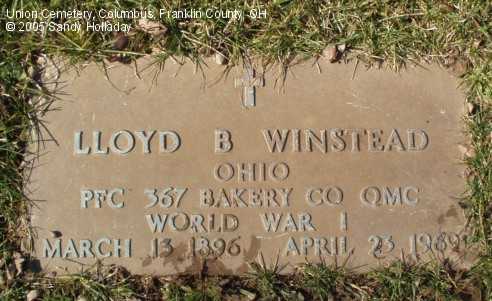 Union Cemetery, Columbus, Franklin County, OH
© 2005 Sandy Holladay
LLOYD B WINSTEAD
OHIO
PFC 367 BAKERY CO QMC
WORLD WAR I
MARCH 13 1896 APRIL 23 1969